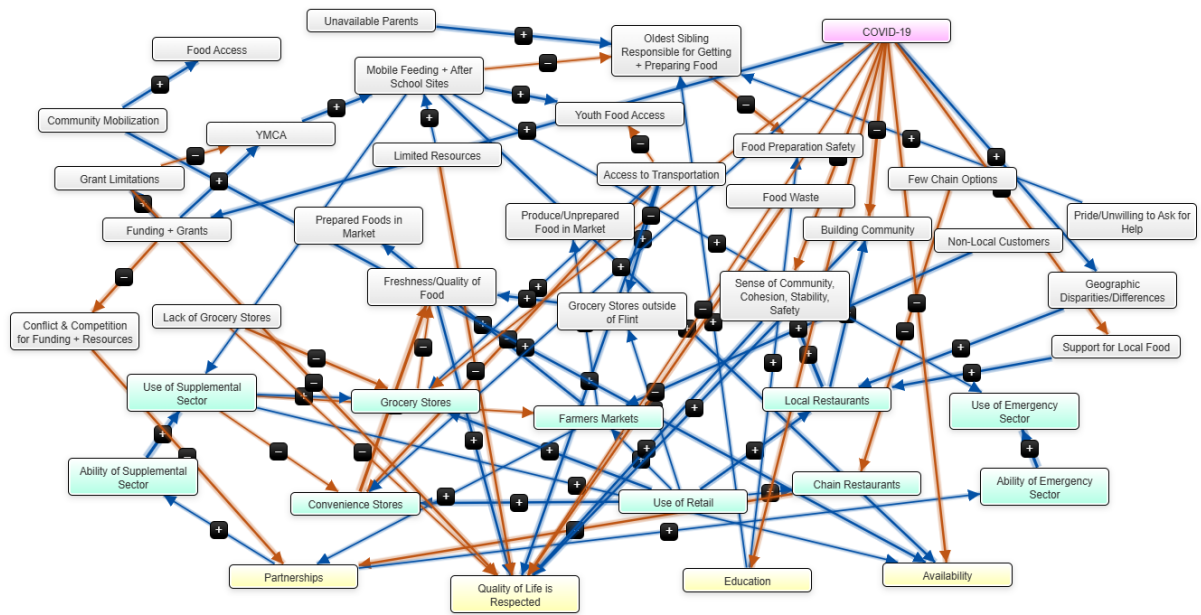 Unavailable Parents
COVID-19
Oldest Sibling
Responsible for Getting
+ Preparing Food
Food Access
Mobile Feeding + After
School Sites
Community Mobilization
Youth Food Access
YMCA
Food Preparation Safety
Limited Resources
Grant Limitations
Access to Transportation
Few Chain Options
Food Waste
Prepared Foods in
Market
Produce/Unprepared
Food in Market
Pride/Unwilling to Ask for
Help
Funding + Grants
Building Community
Non-Local Customers
Freshness/Quality of
Food
Sense of Community,
Cohesion, Stability,
Safety
Geographic
Disparities/Differences
Grocery Stores outside
of Flint
Lack of Grocery Stores
Conflict & Competition
for Funding + Resources
Support for Local Food
Use of Supplemental
Sector
Grocery Stores
Local Restaurants
Farmers Markets
Use of Emergency
Sector
Ability of Supplemental
Sector
Chain Restaurants
Ability of Emergency
Sector
Convenience Stores
Use of Retail
Partnerships
Quality of Life is
Respected
Education
Availability